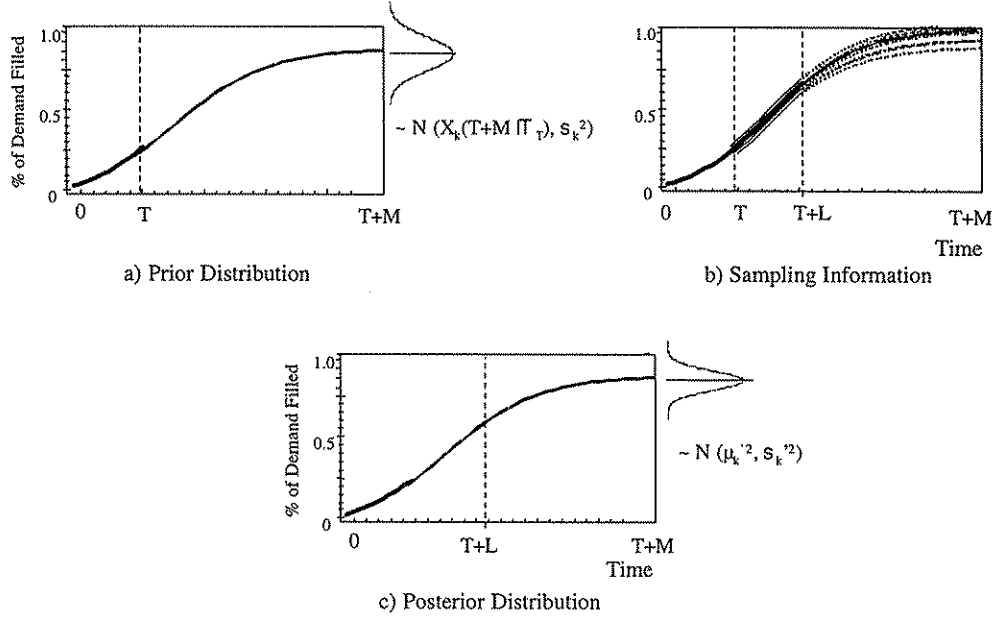 1.0
0.5
0
% of Demand Filled
0 T T+M
~ N (X_k(T+M |T_T), s_k²)
a) Prior Distribution
1.0
0.5
0
0 T T+L T+M
Time
b) Sampling Information
1.0
0.5
0
% of Demand Filled
0 T+L T+M
Time
~ N (μ_k'², s_k'²)
c) Posterior Distribution